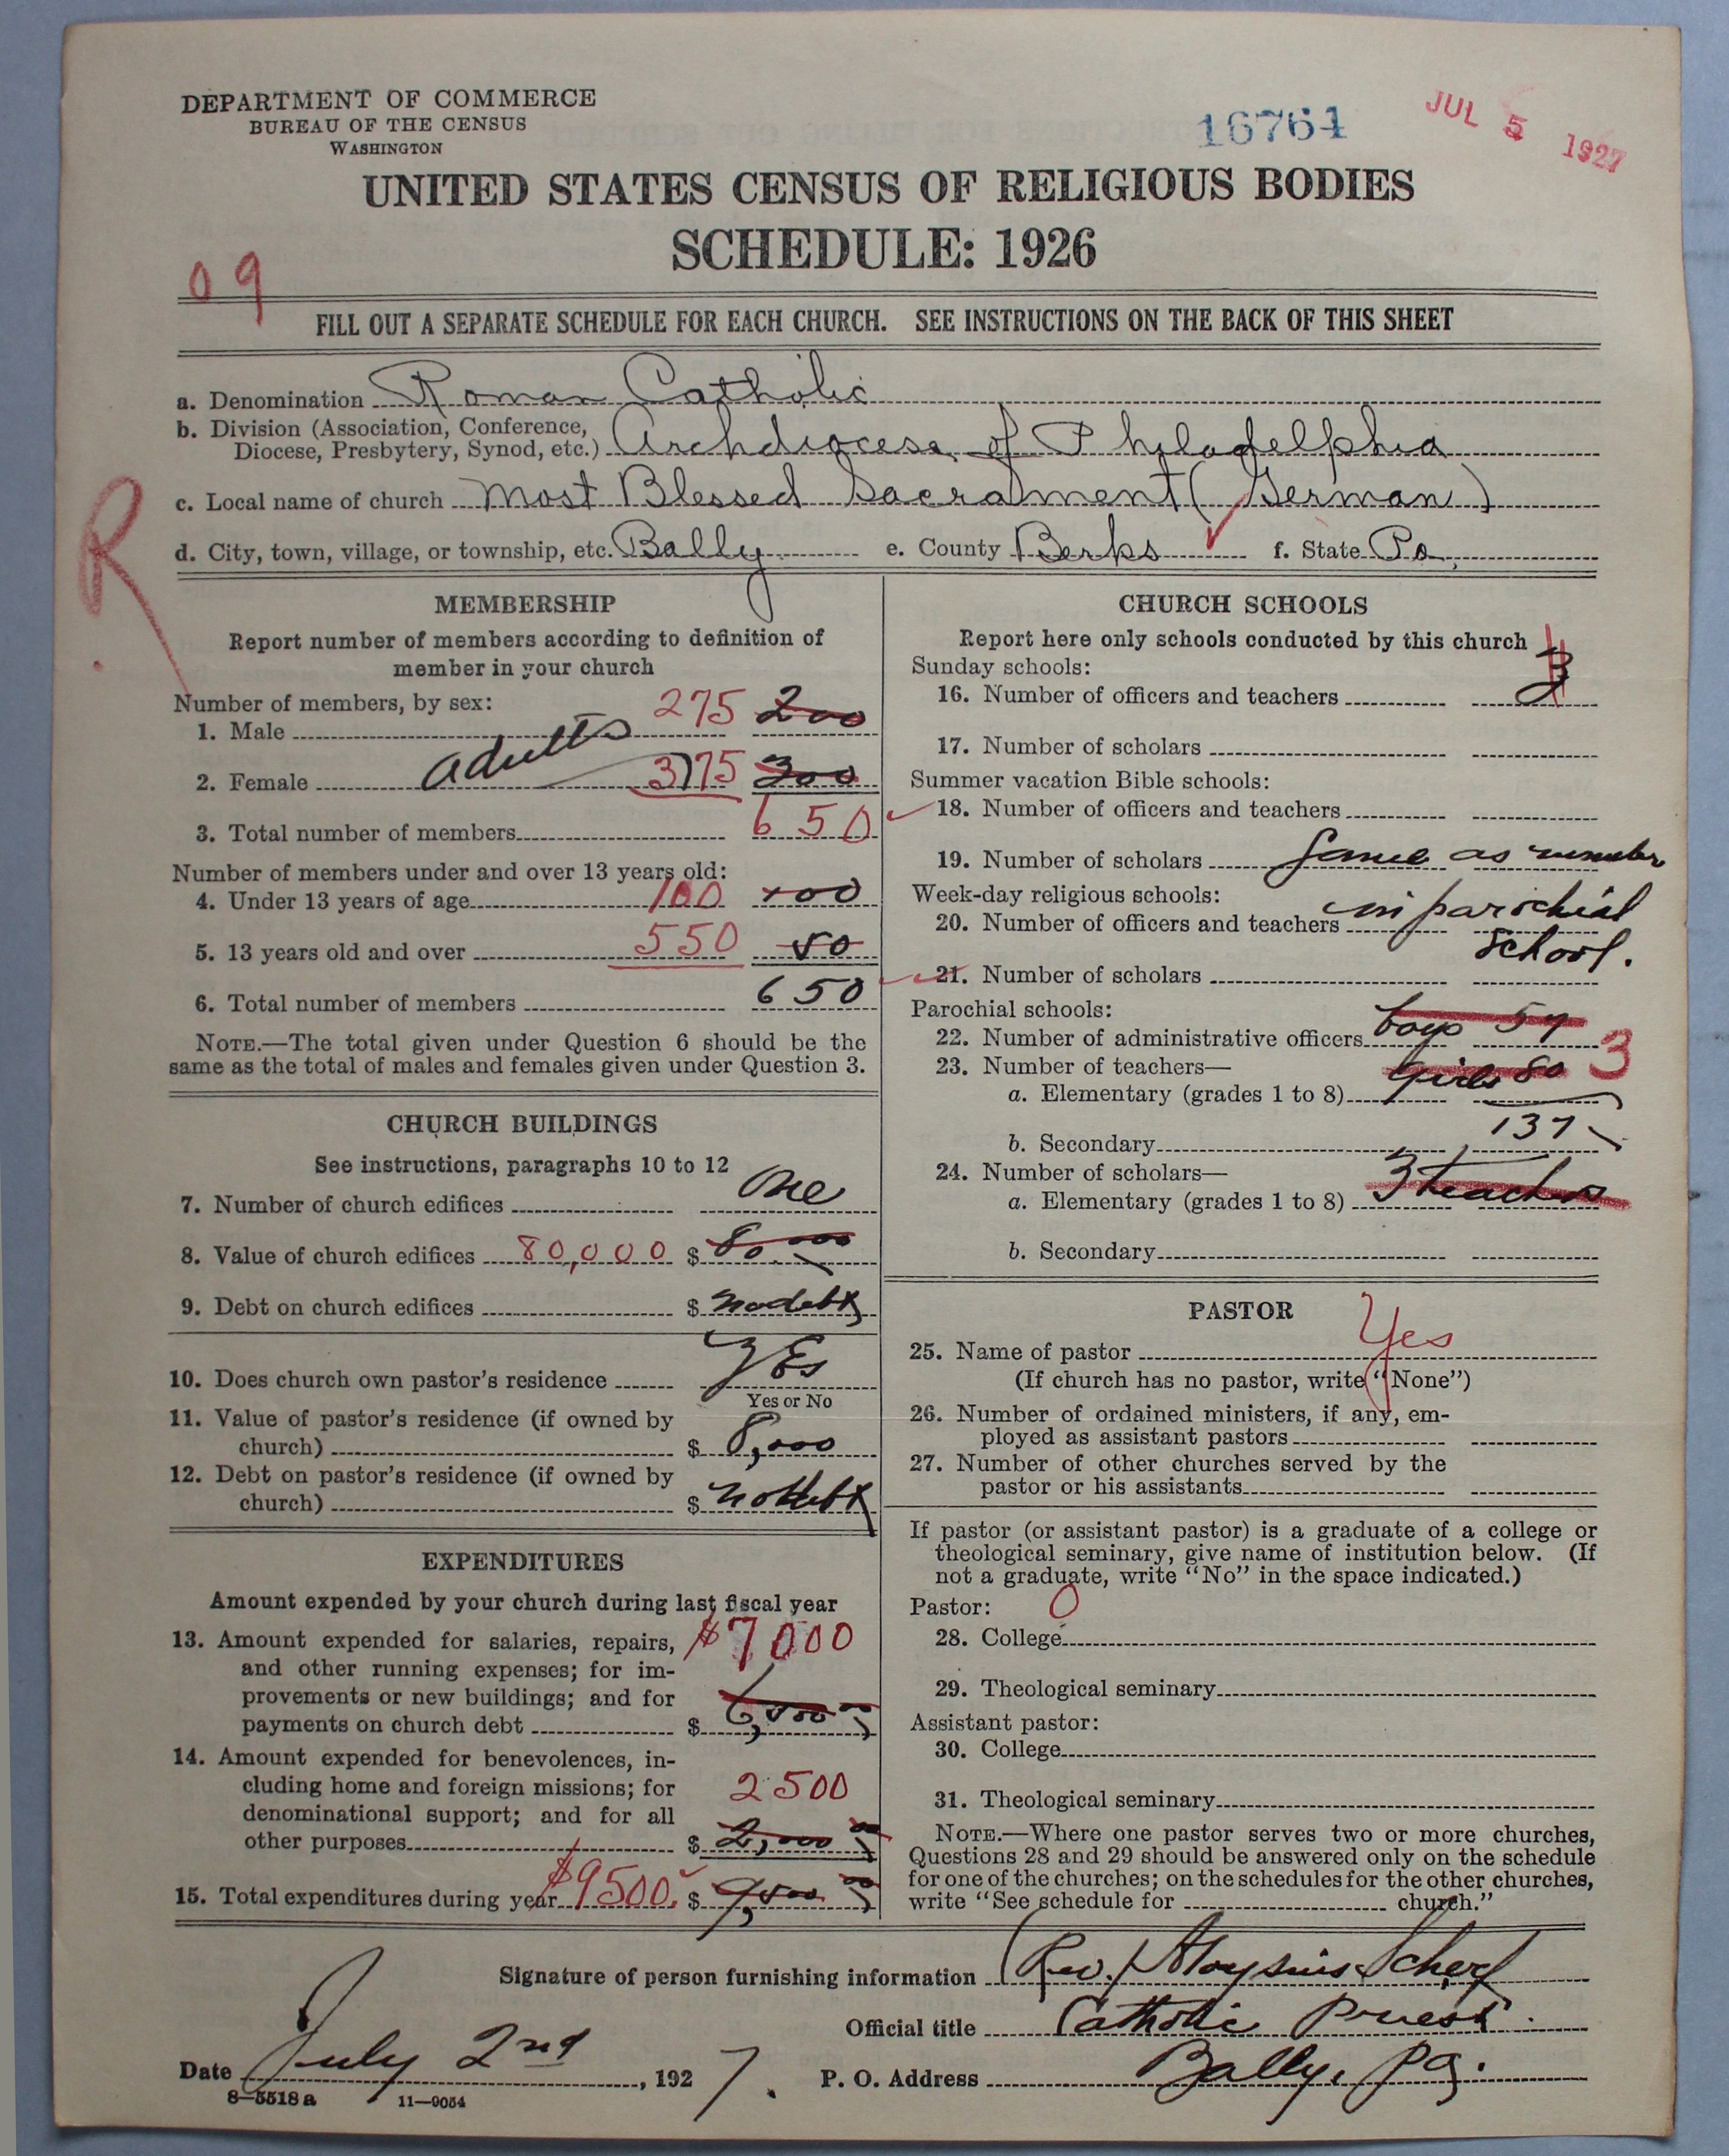 DEPARTMENT OF COMMERCE
BUREAU OF THE CENSUS
WASHINGTON
16764
JUL 5 1927
UNITED STATES CENSUS OF RELIGIOUS BODIES
SCHEDULE: 1926
09
FILL OUT A SEPARATE SCHEDULE FOR EACH CHURCH. SEE INSTRUCTIONS ON THE BACK OF THIS SHEET
a. Denomination Roman Catholic
b. Division (Association, Conference, Diocese, Presbytery, Synod, etc.) Archdiocese of Philadelphia
R
c. Local name of church Most Blessed Sacrament (German)
d. City, town, village, or township, etc. Bally e. County Berks f. State Pa.
MEMBERSHIP
Report number of members according to definition of
member in your church
Number of members, by sex:
1. Male 275 200
adults
2. Female 375 300
3. Total number of members 650
Number of members under and over 13 years old:
4. Under 13 years of age 100 100
5. 13 years old and over 550 50
6. Total number of members 650
NOTE.—The total given under Question 6 should be the
same as the total of males and females given under Question 3.
CHURCH BUILDINGS
See instructions, paragraphs 10 to 12
7. Number of church edifices One
8. Value of church edifices 80,000 $ 80,000
9. Debt on church edifices $ no debt
10. Does church own pastor's residence YES
Yes or No
11. Value of pastor's residence (if owned by
church) $ 8,000
12. Debt on pastor's residence (if owned by
church) $ no debt
EXPENDITURES
Amount expended by your church during last fiscal year
13. Amount expended for salaries, repairs, $7000
and other running expenses; for im-
provements or new buildings; and for
payments on church debt $
14. Amount expended for benevolences, in-
cluding home and foreign missions; for 2500
denominational support; and for all
other purposes $ 2,000
15. Total expenditures during year $9500. $
CHURCH SCHOOLS
Report here only schools conducted by this church
Sunday schools:
16. Number of officers and teachers 3
17. Number of scholars
Summer vacation Bible schools:
18. Number of officers and teachers
19. Number of scholars Same as number
Week-day religious schools:
in parochial
20. Number of officers and teachers
school.
21. Number of scholars
Parochial schools:
22. Number of administrative officers boys 57
23. Number of teachers— 3
a. Elementary (grades 1 to 8) girls 80
137
b. Secondary
24. Number of scholars—
a. Elementary (grades 1 to 8) 3 teachers
b. Secondary
PASTOR
25. Name of pastor Yes
(If church has no pastor, write "None")
26. Number of ordained ministers, if any, em-
ployed as assistant pastors
27. Number of other churches served by the
pastor or his assistants
If pastor (or assistant pastor) is a graduate of a college or
theological seminary, give name of institution below. (If
not a graduate, write "No" in the space indicated.)
Pastor: 0
28. College
29. Theological seminary
Assistant pastor:
30. College
31. Theological seminary
NOTE.—Where one pastor serves two or more churches,
Questions 28 and 29 should be answered only on the schedule
for one of the churches; on the schedules for the other churches,
write "See schedule for church."
Signature of person furnishing information Rev. Aloysius Scherf
Official title Catholic Priest.
Date July 2nd, 1927. P. O. Address Bally, Pa.
8—5518 a 11—9054